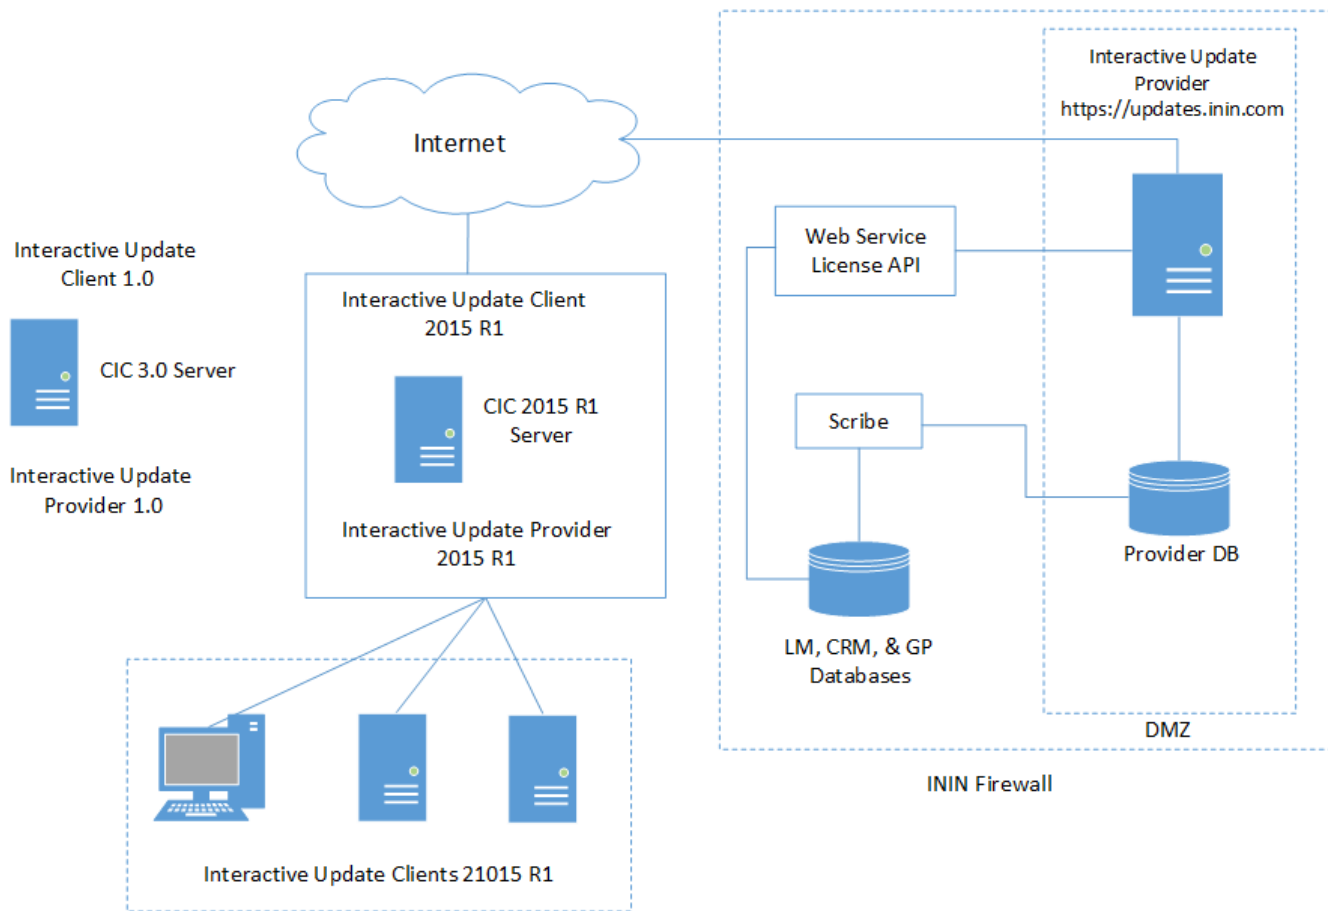 Interactive Update
Provider
https://updates.inin.com
Internet
Web Service
License API
Interactive Update
Client 1.0
Interactive Update Client
2015 R1
CIC 3.0 Server
CIC 2015 R1
Server
Scribe
Interactive Update
Provider 1.0
Interactive Update Provider
2015 R1
Provider DB
LM, CRM, & GP
Databases
DMZ
ININ Firewall
Interactive Update Clients 21015 R1